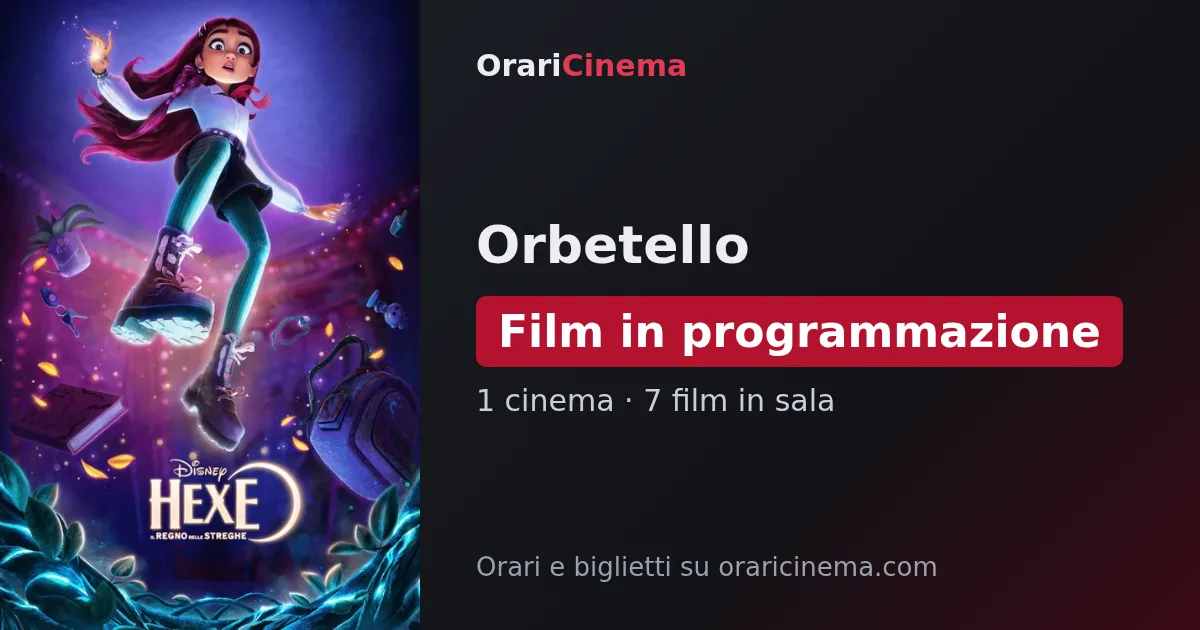 OrariCinema
Orbetello
Film in programmazione
1 cinema · 7 film in sala
Orari e biglietti su oraricinema.com
Disney
HEXE
IL REGNO DELLE STREGHE